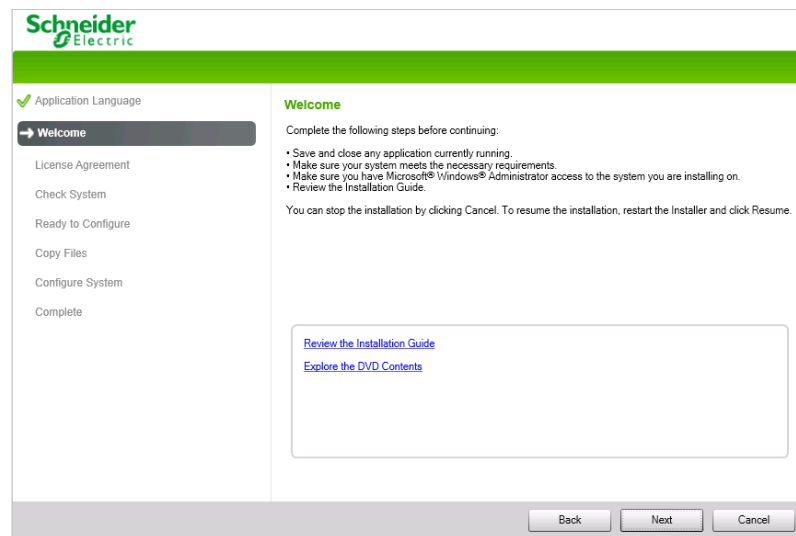 Schneider
Electric
Application Language
Welcome
License Agreement
Check System
Ready to Configure
Copy Files
Configure System
Complete
Welcome
Complete the following steps before continuing:
• Save and close any application currently running.
• Make sure your system meets the necessary requirements.
• Make sure you have Microsoft® Windows® Administrator access to the system you are installing on.
• Review the Installation Guide.
You can stop the installation by clicking Cancel. To resume the installation, restart the Installer and click Resume.
Review the Installation Guide
Explore the DVD Contents
Back
Next
Cancel